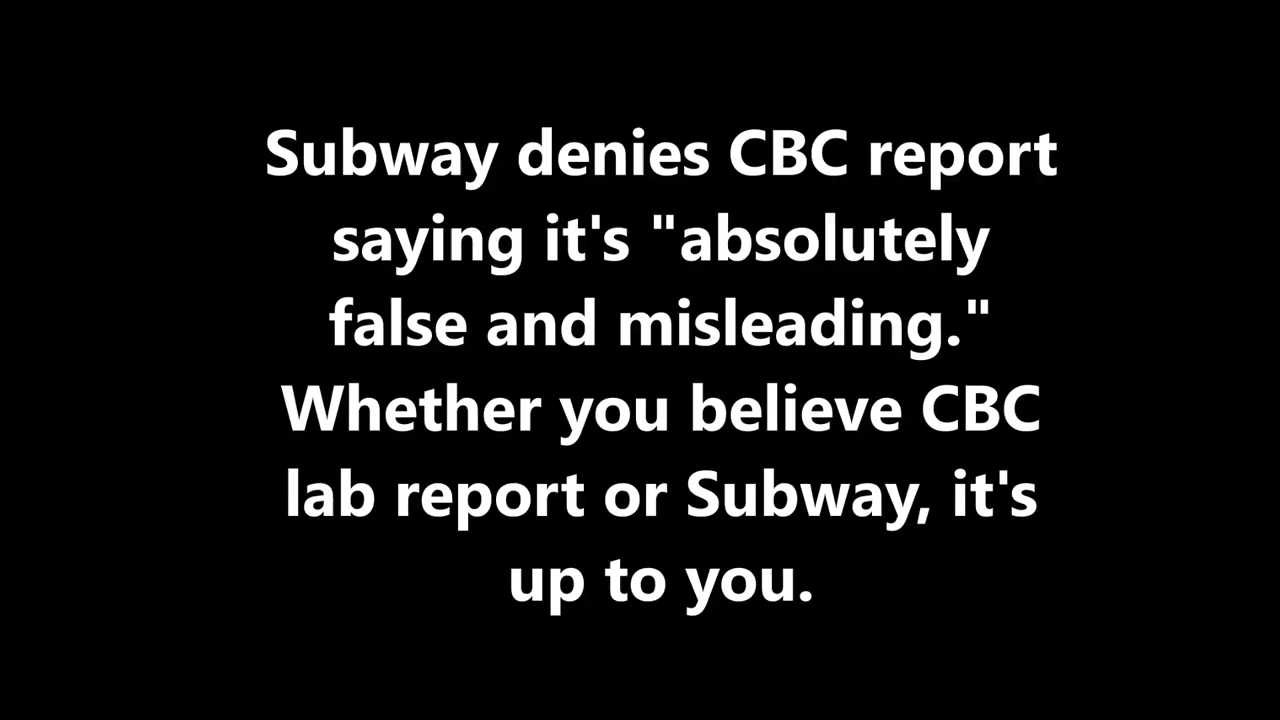 Subway denies CBC report
saying it's "absolutely
false and misleading."
Whether you believe CBC
lab report or Subway, it's
up to you.